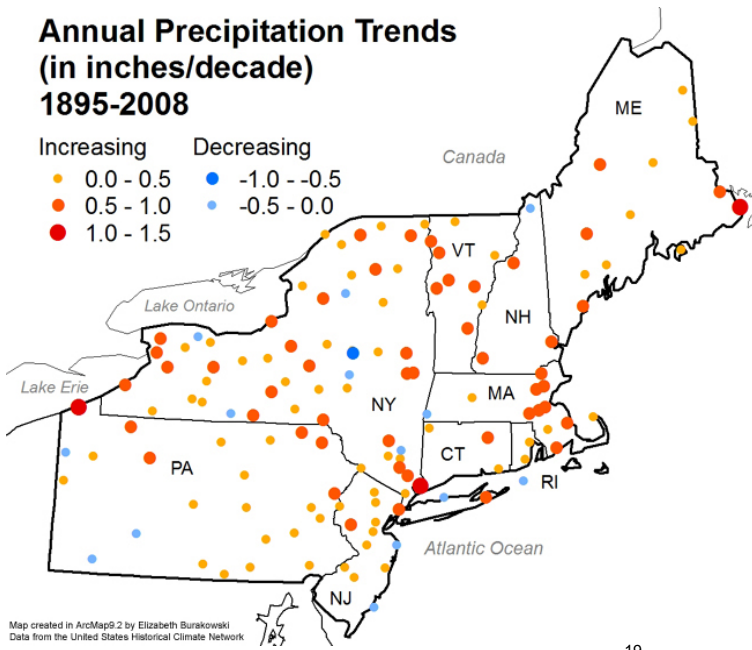 Annual Precipitation Trends
(in inches/decade)
1895-2008
Increasing Decreasing
0.0 - 0.5 -1.0 - -0.5
0.5 - 1.0 -0.5 - 0.0
1.0 - 1.5
Canada
ME
VT
Lake Ontario
NH
Lake Erie
MA
NY
CT
PA
RI
Atlantic Ocean
NJ
Map created in ArcMap9.2 by Elizabeth Burakowski
Data from the United States Historical Climate Network